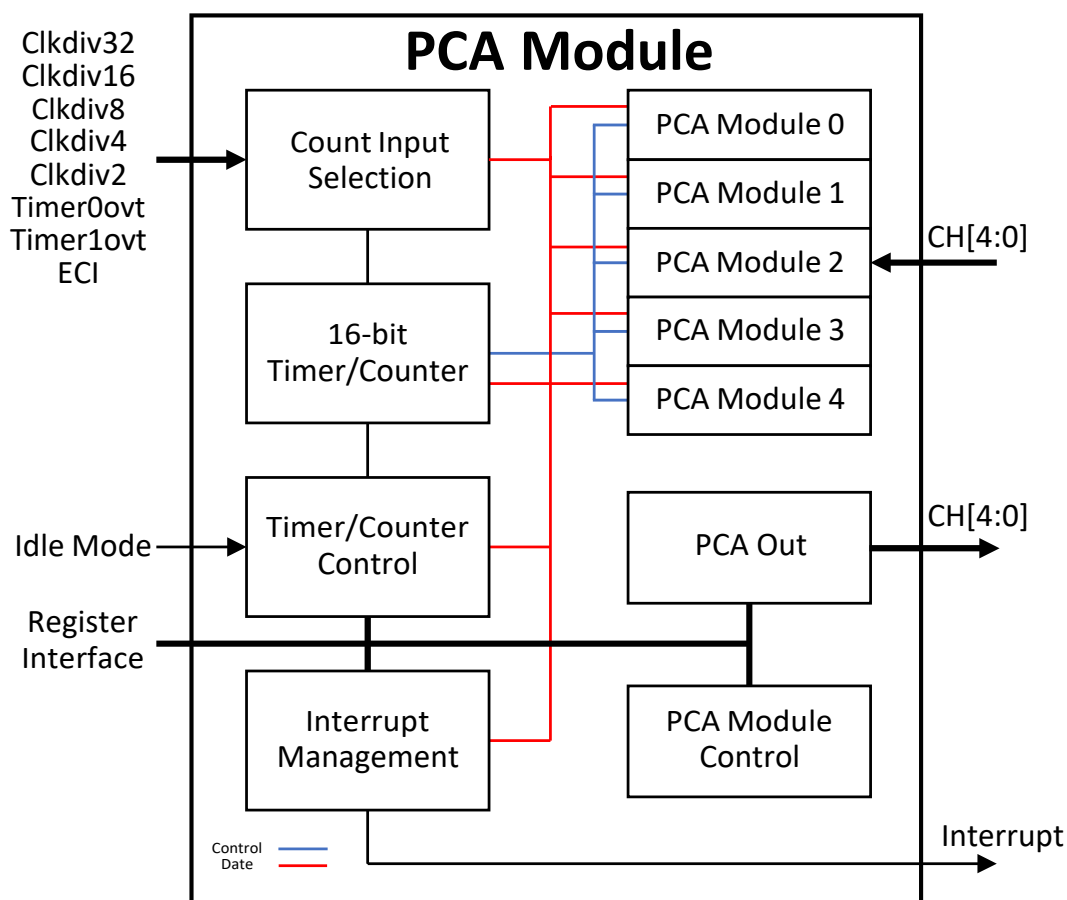 PCA Module
Clkdiv32
Clkdiv16
Clkdiv8
Clkdiv4
Clkdiv2
Timer0ovt
Timer1ovt
ECI
Count Input
Selection
16-bit
Timer/Counter
Idle Mode
Timer/Counter
Control
Register
Interface
Interrupt
Management
PCA Module 0
PCA Module 1
PCA Module 2
PCA Module 3
PCA Module 4
CH[4:0]
PCA Out
CH[4:0]
PCA Module
Control
Interrupt
Control
Date